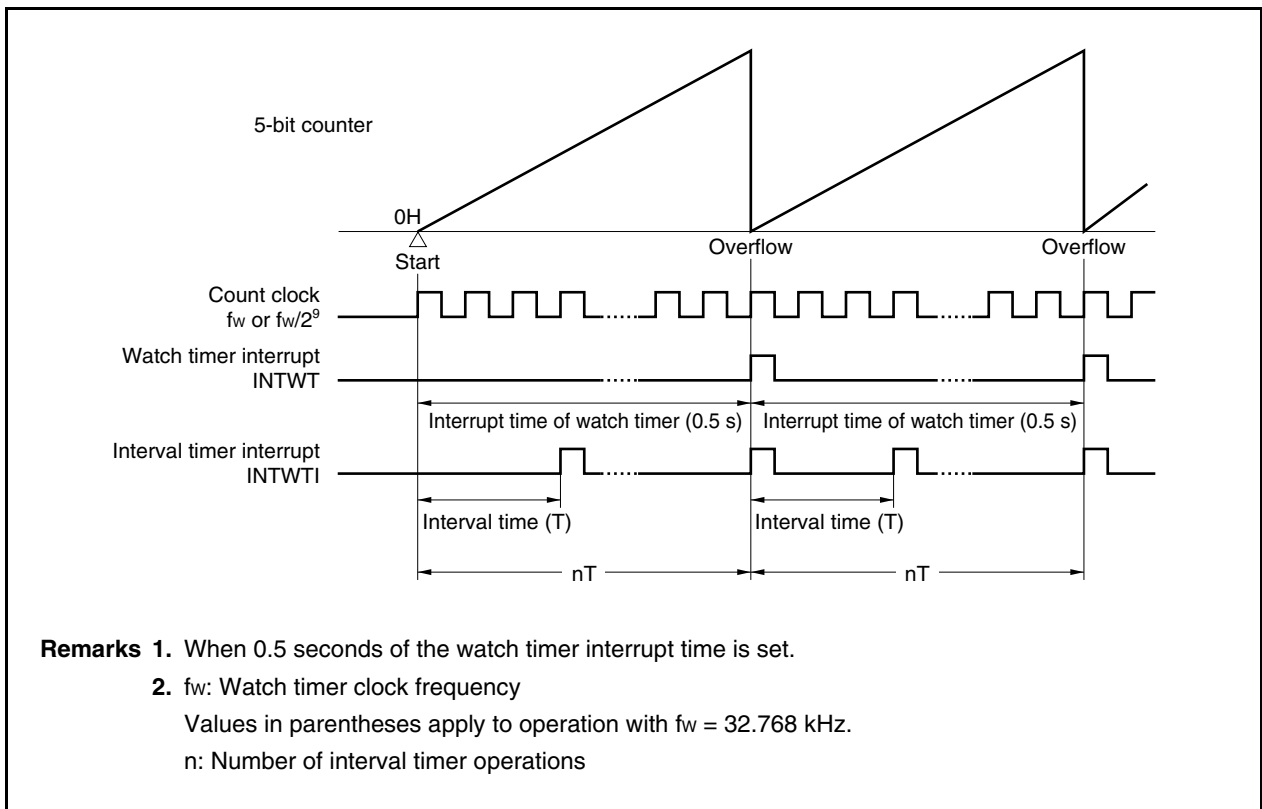 5-bit counter
0H
Start
Overflow
Overflow
Count clock
fw or fw/2⁹
Watch timer interrupt
INTWT
Interrupt time of watch timer (0.5 s)
Interrupt time of watch timer (0.5 s)
Interval timer interrupt
INTWTI
Interval time (T)
Interval time (T)
nT
nT
Remarks 1. When 0.5 seconds of the watch timer interrupt time is set.
2. fw: Watch timer clock frequency
Values in parentheses apply to operation with fw = 32.768 kHz.
n: Number of interval timer operations